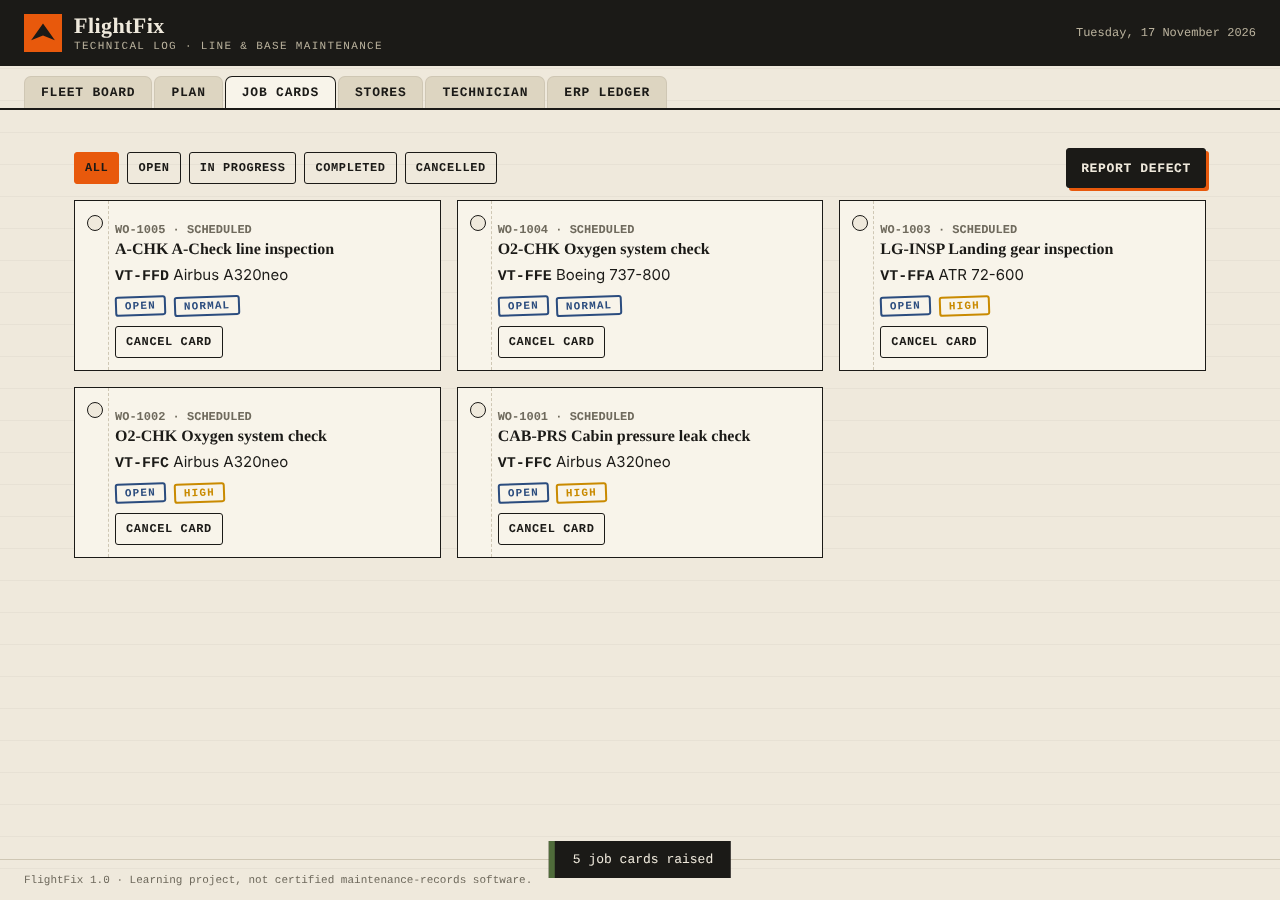 FlightFix
TECHNICAL LOG · LINE & BASE MAINTENANCE
Tuesday, 17 November 2026
FLEET BOARD
PLAN
JOB CARDS
STORES
TECHNICIAN
ERP LEDGER
ALL
OPEN
IN PROGRESS
COMPLETED
CANCELLED
REPORT DEFECT
WO-1005 · SCHEDULED
A-CHK A-Check line inspection
VT-FFD Airbus A320neo
OPEN NORMAL
CANCEL CARD
WO-1004 · SCHEDULED
O2-CHK Oxygen system check
VT-FFE Boeing 737-800
OPEN NORMAL
CANCEL CARD
WO-1003 · SCHEDULED
LG-INSP Landing gear inspection
VT-FFA ATR 72-600
OPEN HIGH
CANCEL CARD
WO-1002 · SCHEDULED
O2-CHK Oxygen system check
VT-FFC Airbus A320neo
OPEN HIGH
CANCEL CARD
WO-1001 · SCHEDULED
CAB-PRS Cabin pressure leak check
VT-FFC Airbus A320neo
OPEN HIGH
CANCEL CARD
5 job cards raised
FlightFix 1.0 · Learning project, not certified maintenance-records software.